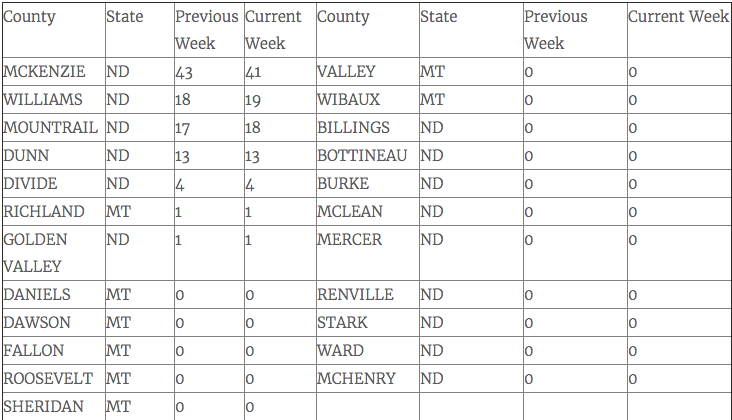 County State Previous Week Current Week County State Previous Week Current Week
MCKENZIE ND 43 41 VALLEY MT 0 0
WILLIAMS ND 18 19 WIBAUX MT 0 0
MOUNTRAIL ND 17 18 BILLINGS ND 0 0
DUNN ND 13 13 BOTTINEAU ND 0 0
DIVIDE ND 4 4 BURKE ND 0 0
RICHLAND MT 1 1 MCLEAN ND 0 0
GOLDEN VALLEY ND 1 1 MERCER ND 0 0
DANIELS MT 0 0 RENVILLE ND 0 0
DAWSON MT 0 0 STARK ND 0 0
FALLON MT 0 0 WARD ND 0 0
ROOSEVELT MT 0 0 MCHENRY ND 0 0
SHERIDAN MT 0 0